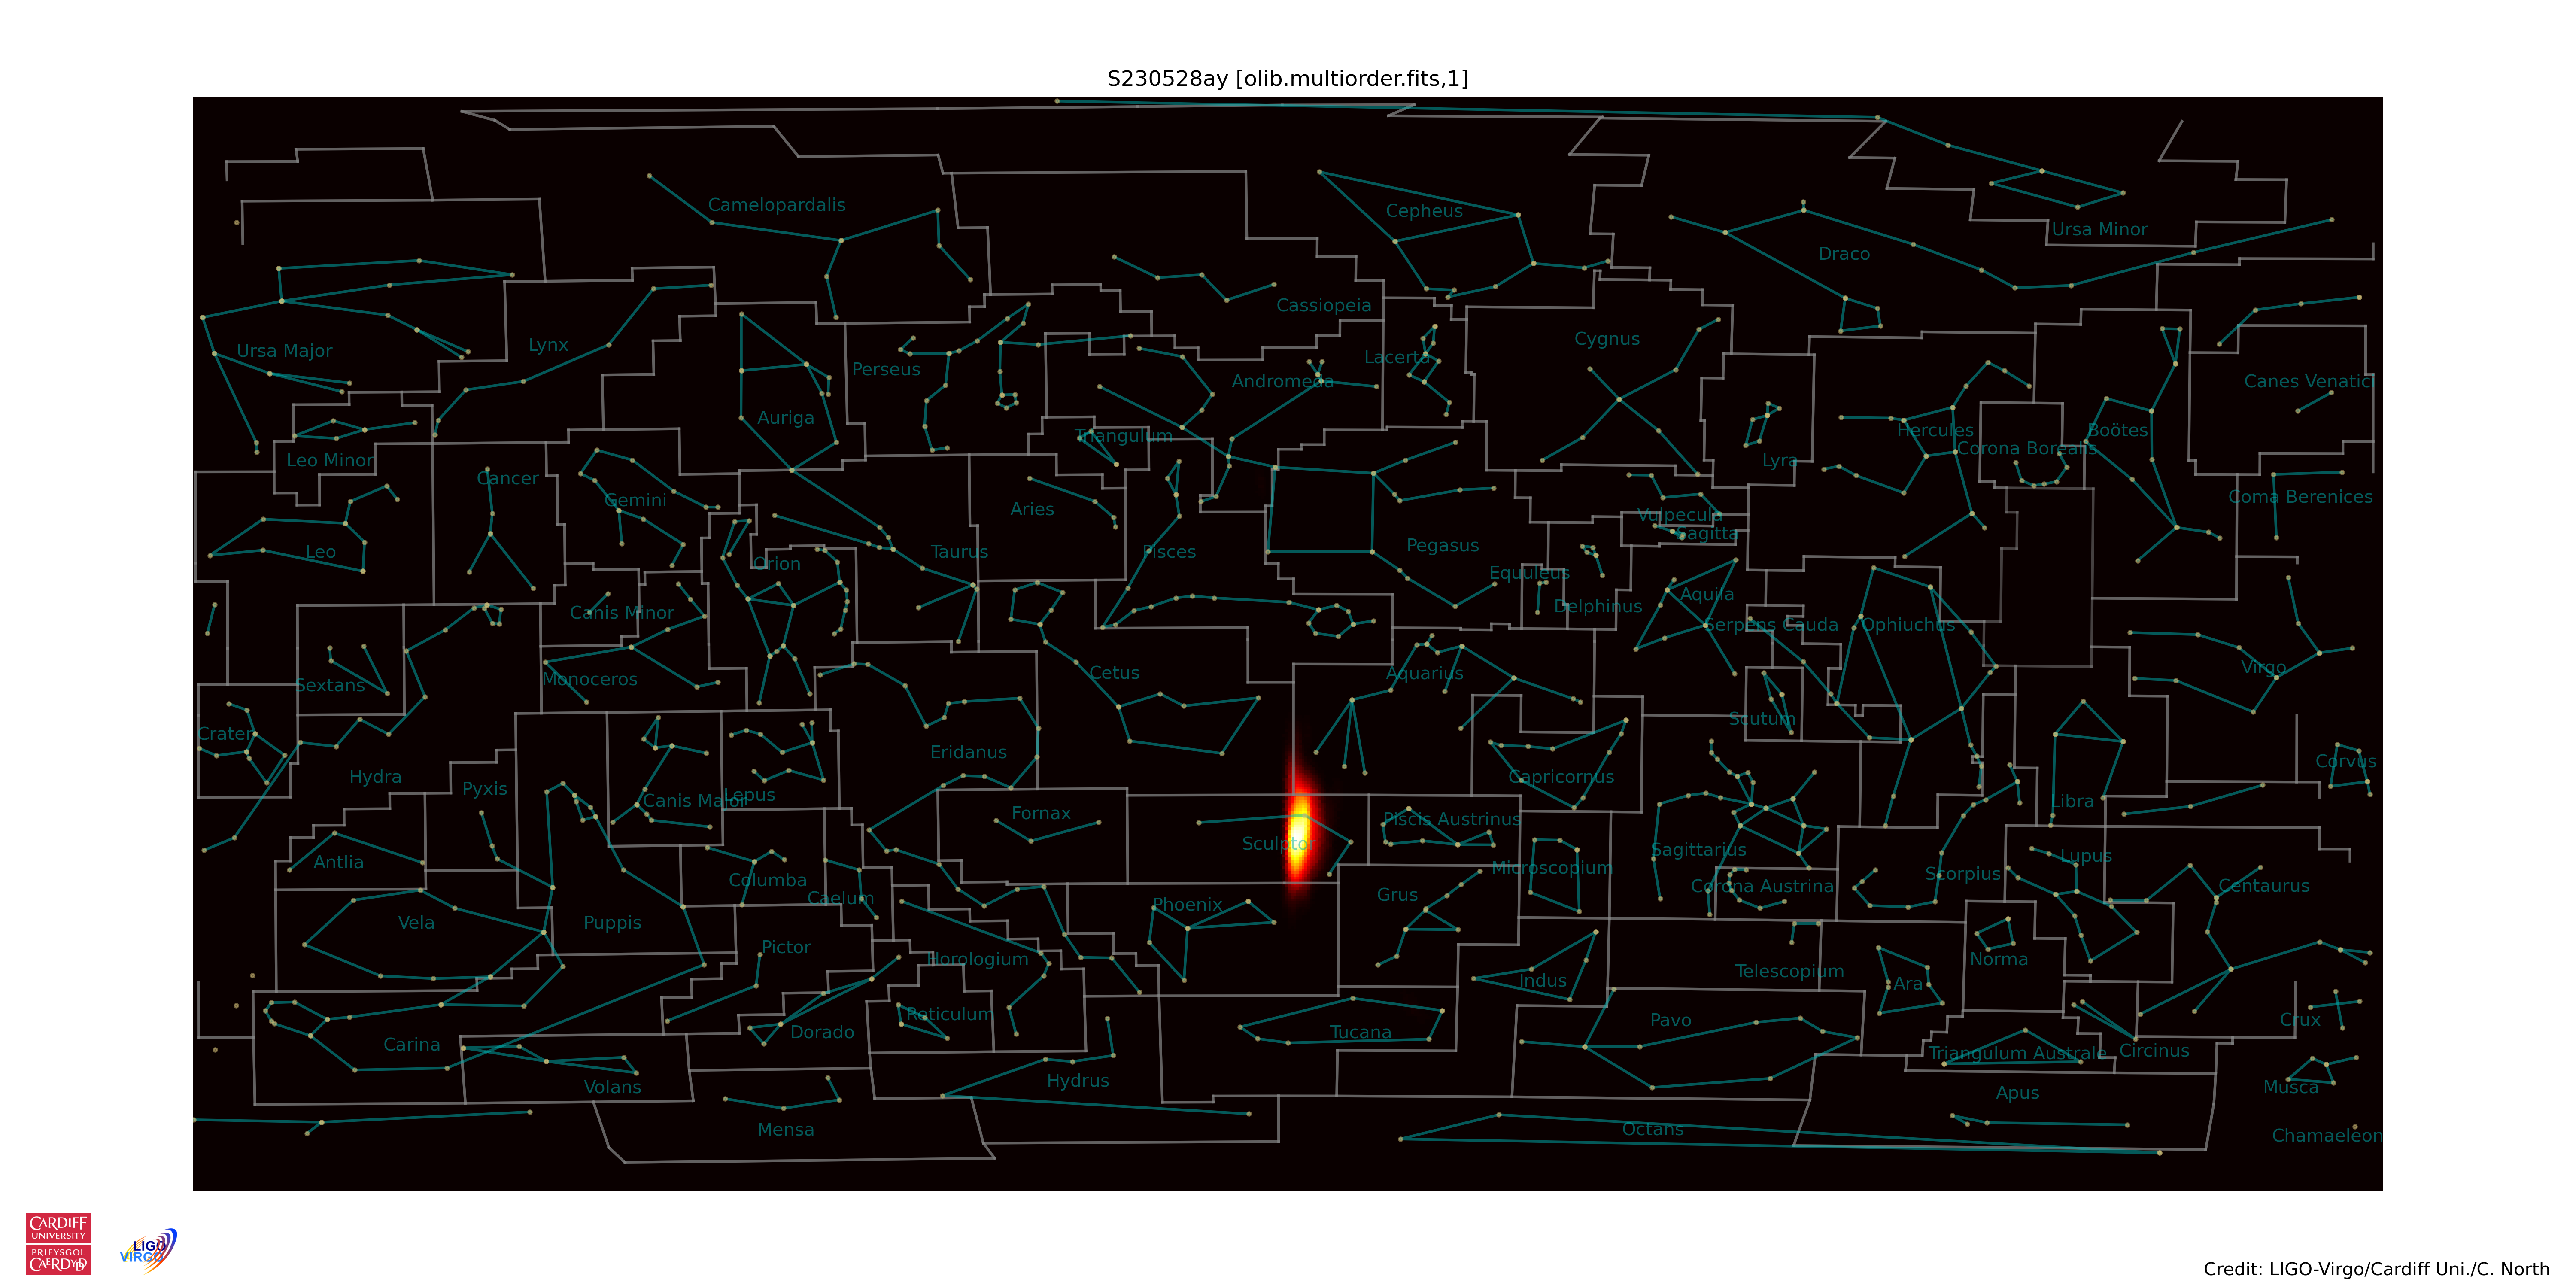 S230528ay [olib.multiorder.fits,1]
Camelopardalis
Cepheus
Ursa Minor
Draco
Cassiopeia
Cygnus
Ursa Major
Lynx
Lacerta
Perseus
Andromeda
Canes Venatici
Auriga
Triangulum
Hercules
Boötes
Corona Borealis
Leo Minor
Lyra
Cancer
Gemini
Coma Berenices
Aries
Vulpecula
Sagitta
Leo
Taurus
Pisces
Pegasus
Orion
Equuleus
Aquila
Delphinus
Canis Minor
Serpens Cauda
Ophiuchus
Virgo
Cetus
Aquarius
Monoceros
Sextans
Scutum
Crater
Eridanus
Corvus
Hydra
Capricornus
Pyxis
Lepus
Canis Major
Libra
Fornax
Piscis Austrinus
Sculptor
Sagittarius
Lupus
Antlia
Microscopium
Scorpius
Columba
Corona Austrina
Centaurus
Grus
Caelum
Phoenix
Vela
Puppis
Pictor
Horologium
Norma
Telescopium
Indus
Ara
Reticulum
Pavo
Crux
Dorado
Tucana
Carina
Circinus
Triangulum Australe
Hydrus
Volans
Musca
Apus
Mensa
Octans
Chamaeleon
CARDIFF
UNIVERSITY
PRIFYSGOL
CAERDYDD
LIGO
VIRGO
Credit: LIGO-Virgo/Cardiff Uni./C. North